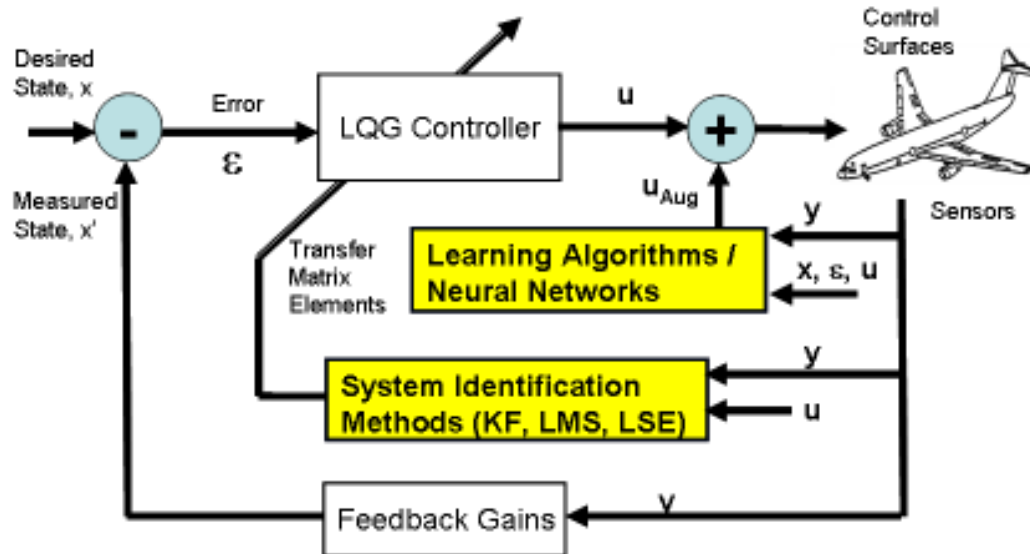 Control
Surfaces
Desired
State, x
Error
ε
-
LQG Controller
u
+
Measured
State, x'
u_Aug
Sensors
y
Transfer
Matrix
Elements
Learning Algorithms /
Neural Networks
x, ε, u
y
System Identification
Methods (KF, LMS, LSE)
u
y
Feedback Gains